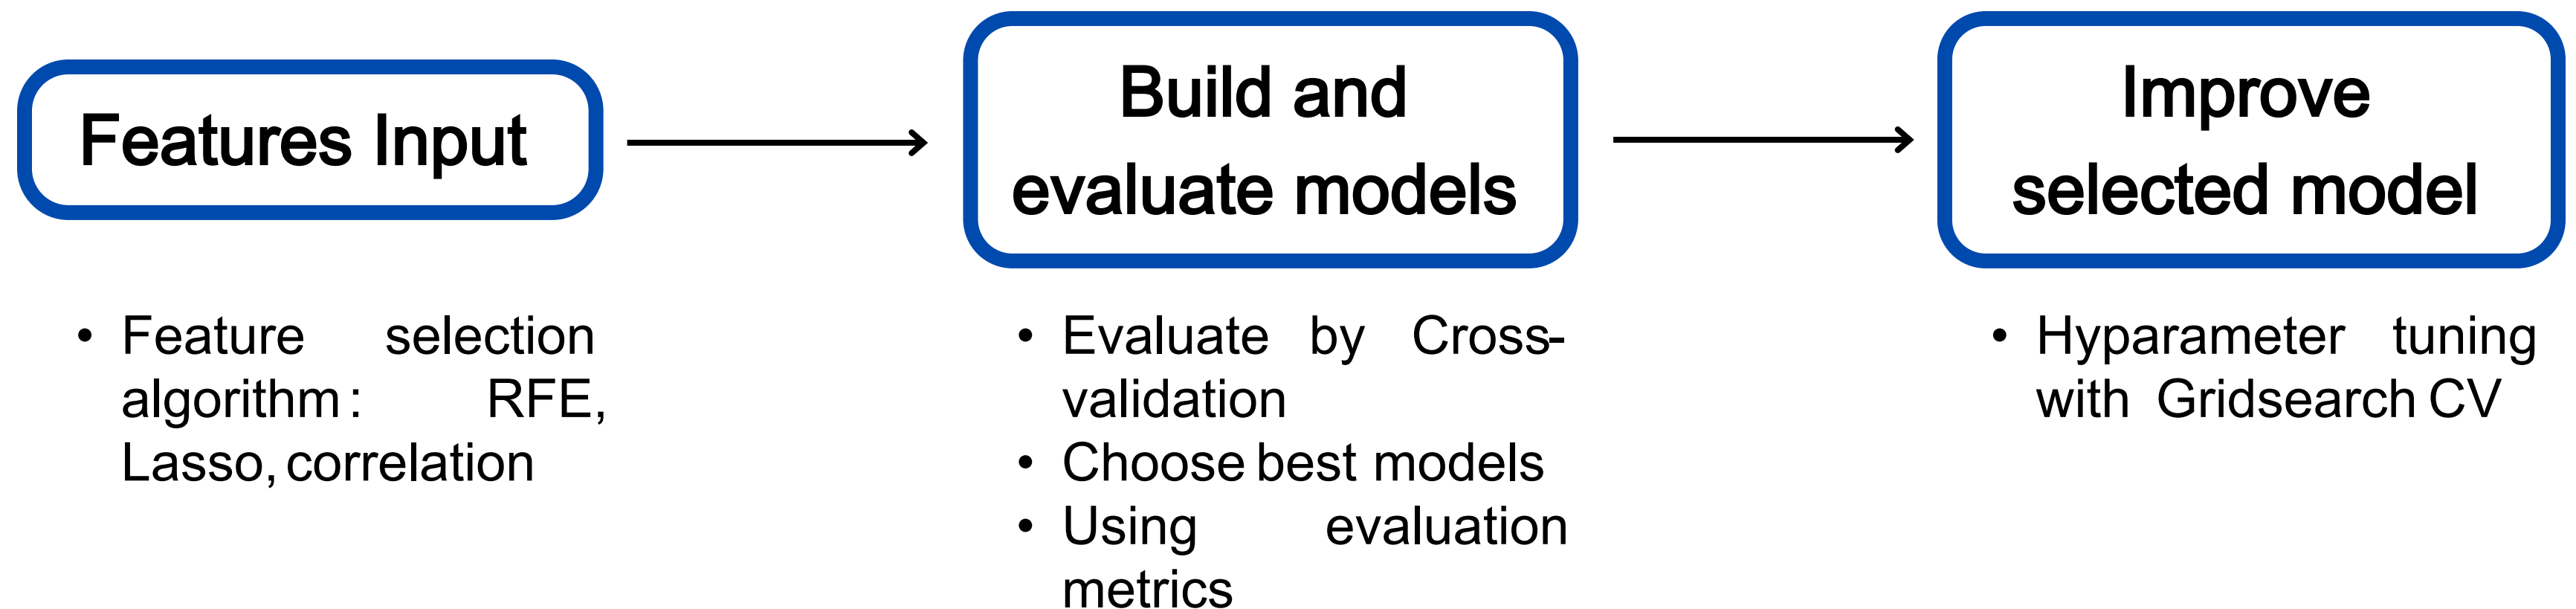 Features Input
• Feature selection
algorithm: RFE,
Lasso, correlation
Build and
evaluate models
• Evaluate by Cross-
validation
• Choose best models
• Using evaluation
metrics
Improve
selected model
• Hyparameter tuning
with Gridsearch CV